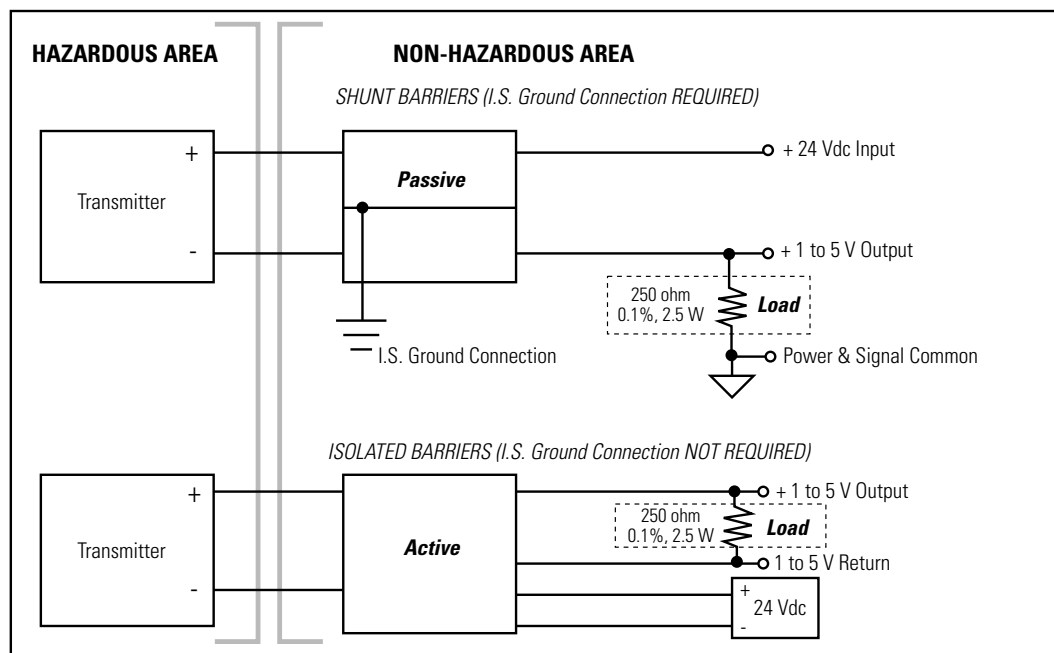 HAZARDOUS AREA
NON-HAZARDOUS AREA
SHUNT BARRIERS (I.S. Ground Connection REQUIRED)
+
Transmitter
-
Passive
+ 24 Vdc Input
+ 1 to 5 V Output
250 ohm
0.1%, 2.5 W
Load
I.S. Ground Connection
Power & Signal Common
ISOLATED BARRIERS (I.S. Ground Connection NOT REQUIRED)
+
Transmitter
-
Active
+ 1 to 5 V Output
250 ohm
0.1%, 2.5 W
Load
1 to 5 V Return
+
24 Vdc
-